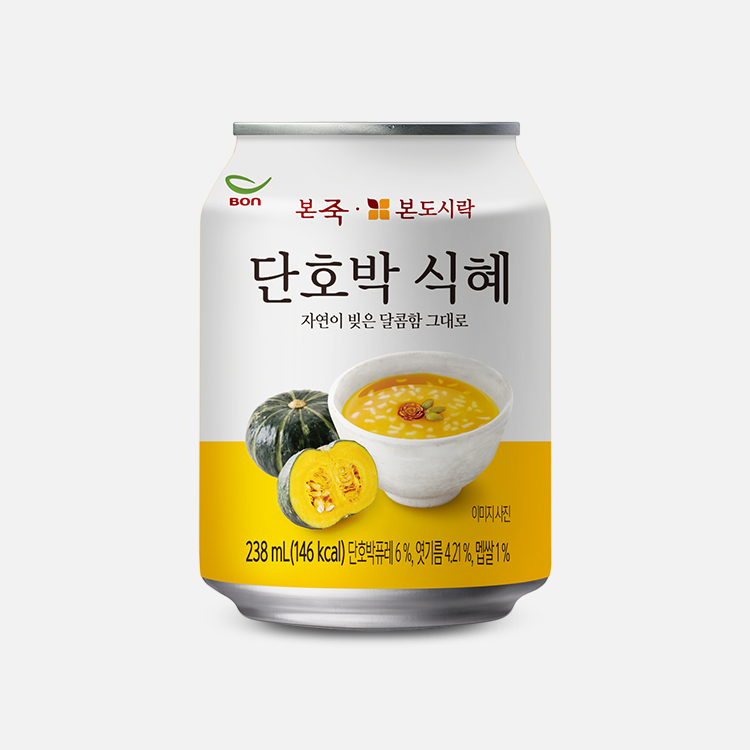 BON
본죽 · 본도시락
단호박 식혜
자연이 빚은 달콤함 그대로
이미지 사진
238 mL(146 kcal) 단호박퓨레 6 %, 엿기름 4.21 %, 멥쌀 1 %